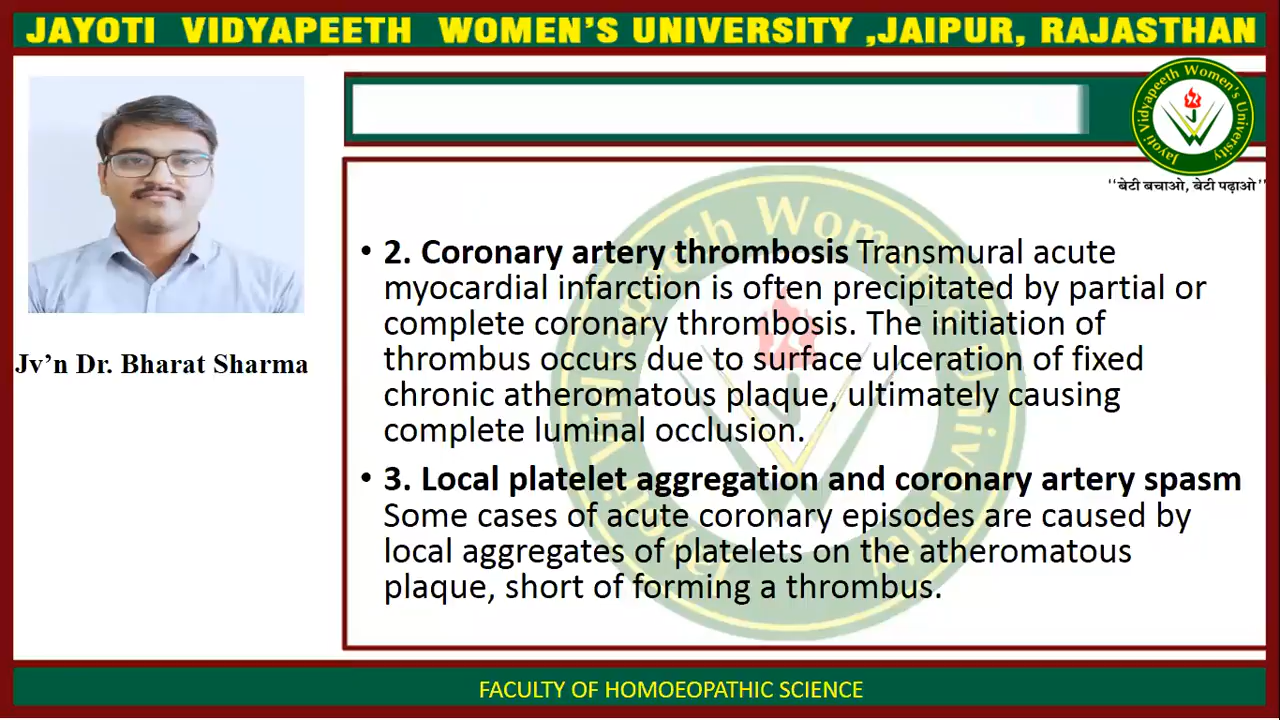 JAYOTI VIDYAPEETH WOMEN'S UNIVERSITY ,JAIPUR, RAJASTHAN
Jayoti Vidyapeeth Women's University
"बेटी बचाओ, बेटी पढ़ाओ"
Jv'n Dr. Bharat Sharma
• 2. Coronary artery thrombosis Transmural acute
myocardial infarction is often precipitated by partial or
complete coronary thrombosis. The initiation of
thrombus occurs due to surface ulceration of fixed
chronic atheromatous plaque, ultimately causing
complete luminal occlusion.
• 3. Local platelet aggregation and coronary artery spasm
Some cases of acute coronary episodes are caused by
local aggregates of platelets on the atheromatous
plaque, short of forming a thrombus.
FACULTY OF HOMOEOPATHIC SCIENCE